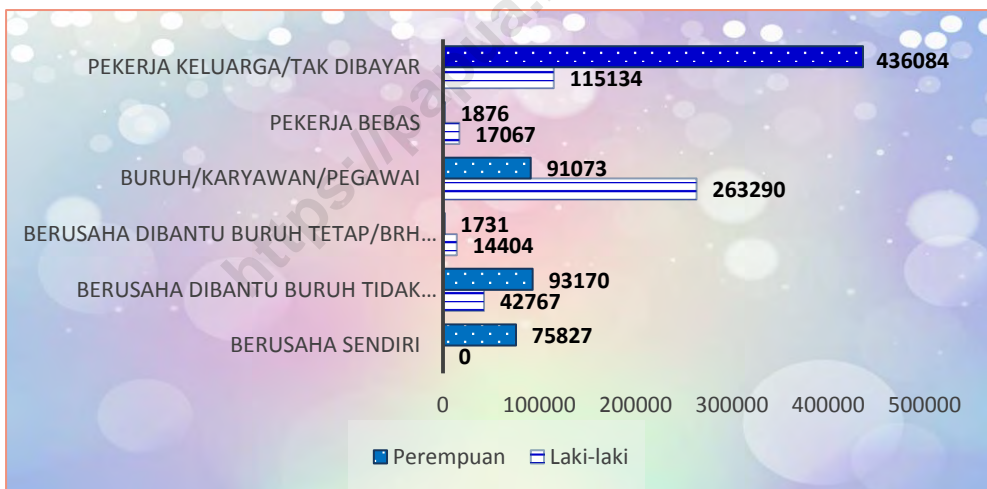 PEKERJA KELUARGA/TAK DIBAYAR
436084
115134
PEKERJA BEBAS
1876
17067
BURUH/KARYAWAN/PEGAWAI
91073
263290
BERUSAHA DIBANTU BURUH TETAP/BRH…
1731
14404
BERUSAHA DIBANTU BURUH TIDAK…
93170
42767
BERUSAHA SENDIRI
75827
0
0 100000 200000 300000 400000 500000
Perempuan Laki-laki